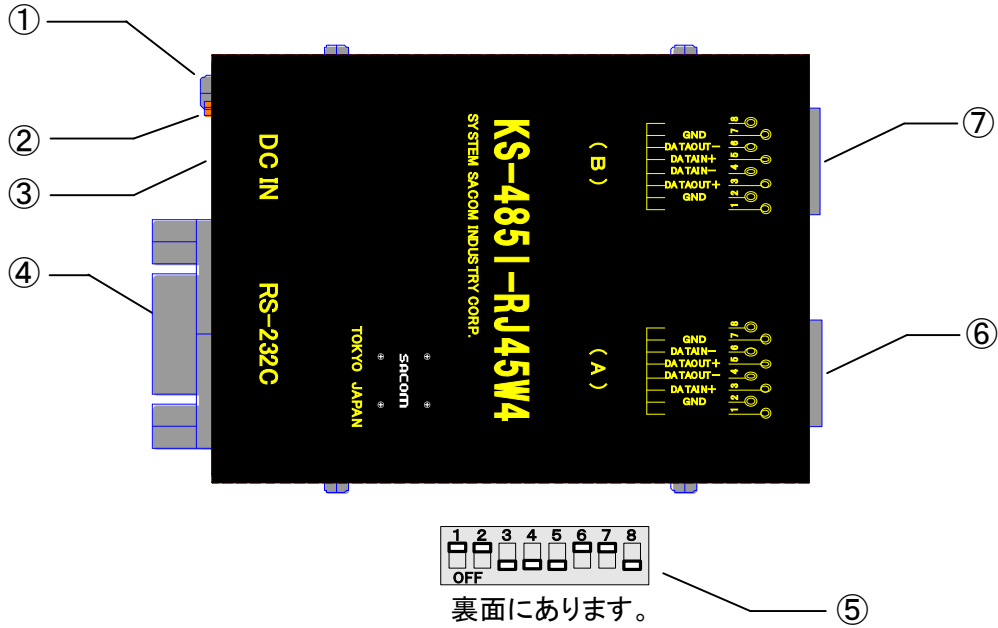 ①
②
③
④
DC IN
RS-232C
KS-485I-RJ45W4
SYSTEM SACOM INDUSTRY CORP.
SACOM
TOKYO JAPAN
(B)
8
GND 7
DATAOUT- 6
DATAIN+ 5
DATAIN- 4
DATAOUT+ 3
GND 2
1
(A)
8
GND 7
DATAIN- 6
DATAOUT+ 5
DATAOUT- 4
DATAIN+ 3
GND 2
1
⑦
⑥
1 2 3 4 5 6 7 8
OFF
裏面にあります。
⑤